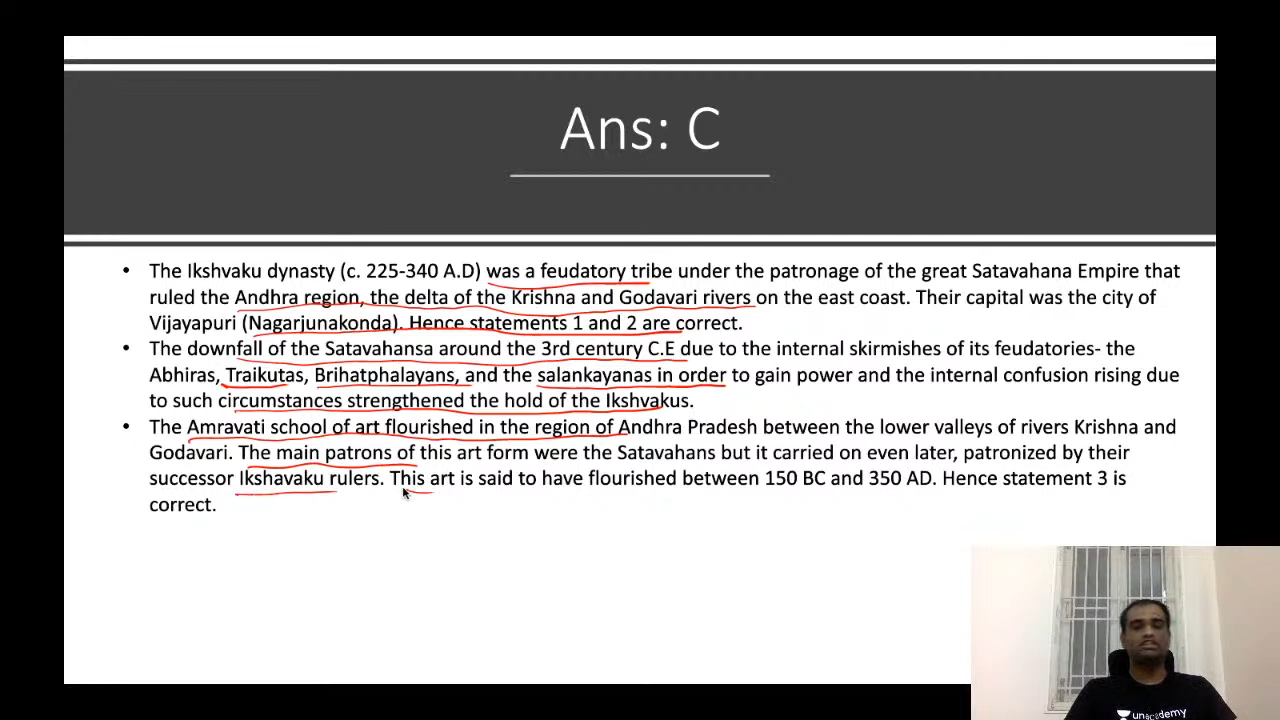 Ans: C
• The Ikshvaku dynasty (c. 225-340 A.D) was a feudatory tribe under the patronage of the great Satavahana Empire that
ruled the Andhra region, the delta of the Krishna and Godavari rivers on the east coast. Their capital was the city of
Vijayapuri (Nagarjunakonda). Hence statements 1 and 2 are correct.
• The downfall of the Satavahansa around the 3rd century C.E due to the internal skirmishes of its feudatories- the
Abhiras, Traikutas, Brihatphalayans, and the salankayanas in order to gain power and the internal confusion rising due
to such circumstances strengthened the hold of the Ikshvakus.
• The Amravati school of art flourished in the region of Andhra Pradesh between the lower valleys of rivers Krishna and
Godavari. The main patrons of this art form were the Satavahans but it carried on even later, patronized by their
successor Ikshavaku rulers. This art is said to have flourished between 150 BC and 350 AD. Hence statement 3 is
correct.
unacademy